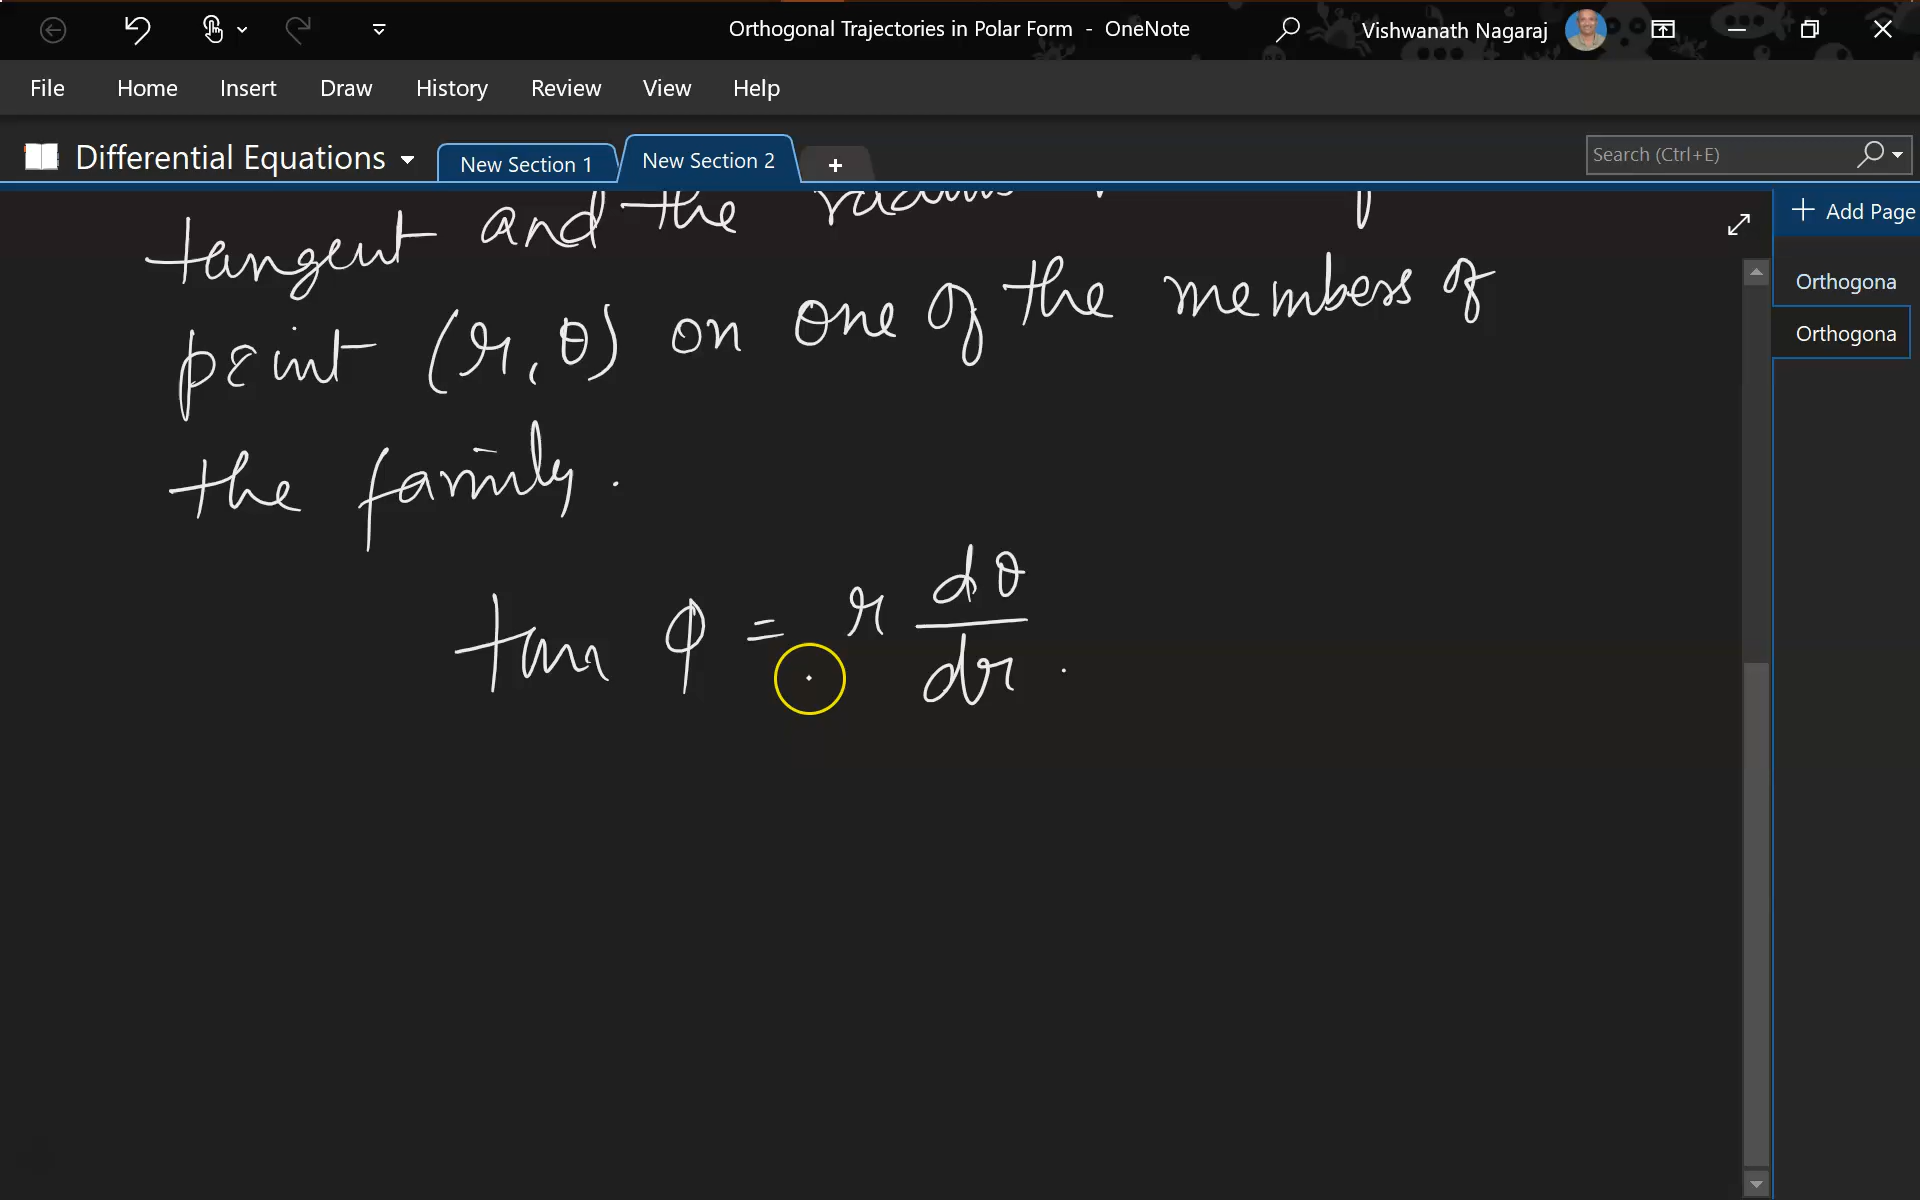 Orthogonal Trajectories in Polar Form - OneNote
Vishwanath Nagaraj
File Home Insert Draw History Review View Help
Differential Equations New Section 1 New Section 2 + Search (Ctrl+E)
+ Add Page
Orthogona
Orthogona
tangent and the radius
point (r, θ) on one of the members of
the family.
tan φ = r dθ/dr .